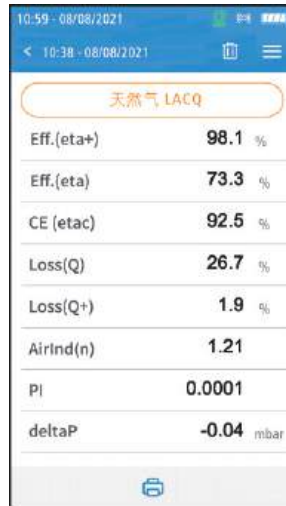 10:59 - 08/08/2021
< 10:38 - 08/08/2021
天然气 LACQ
Eff.(eta+) 98.1 %
Eff.(eta) 73.3 %
CE (etac) 92.5 %
Loss(Q) 26.7 %
Loss(Q+) 1.9 %
AirInd(n) 1.21
PI 0.0001
deltaP -0.04 mbar